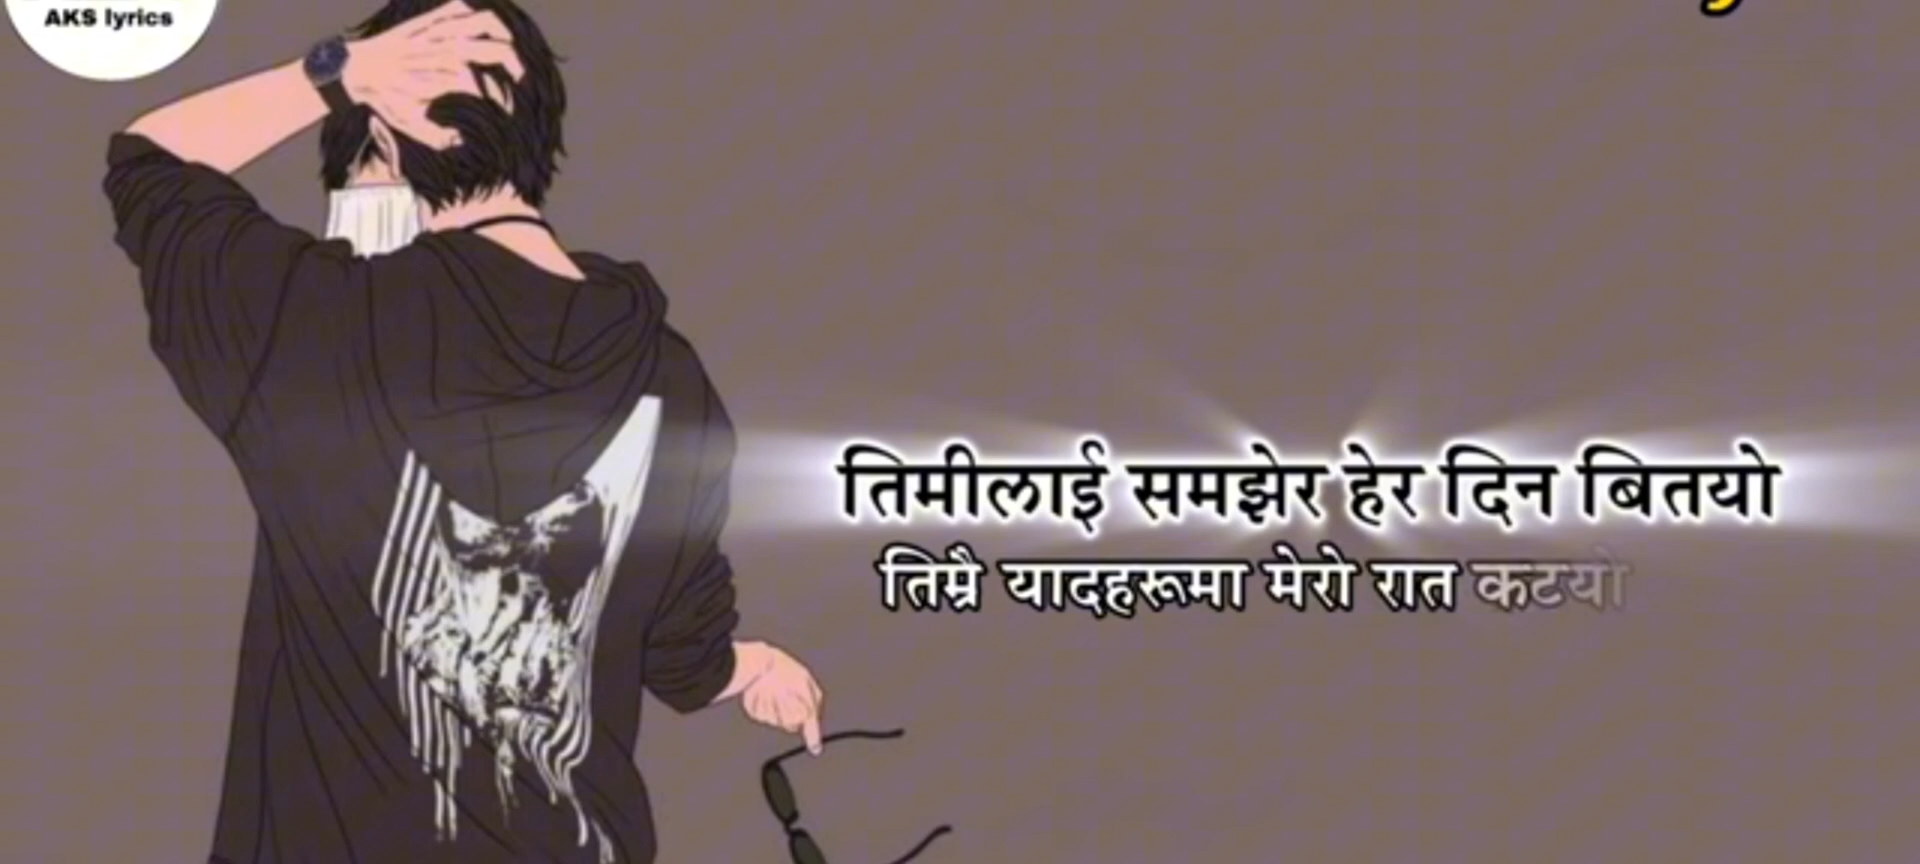 AKS lyrics
तिमीलाई समझेर हेर दिन बितयो
तिम्रै यादहरूमा मेरो रात कटयो